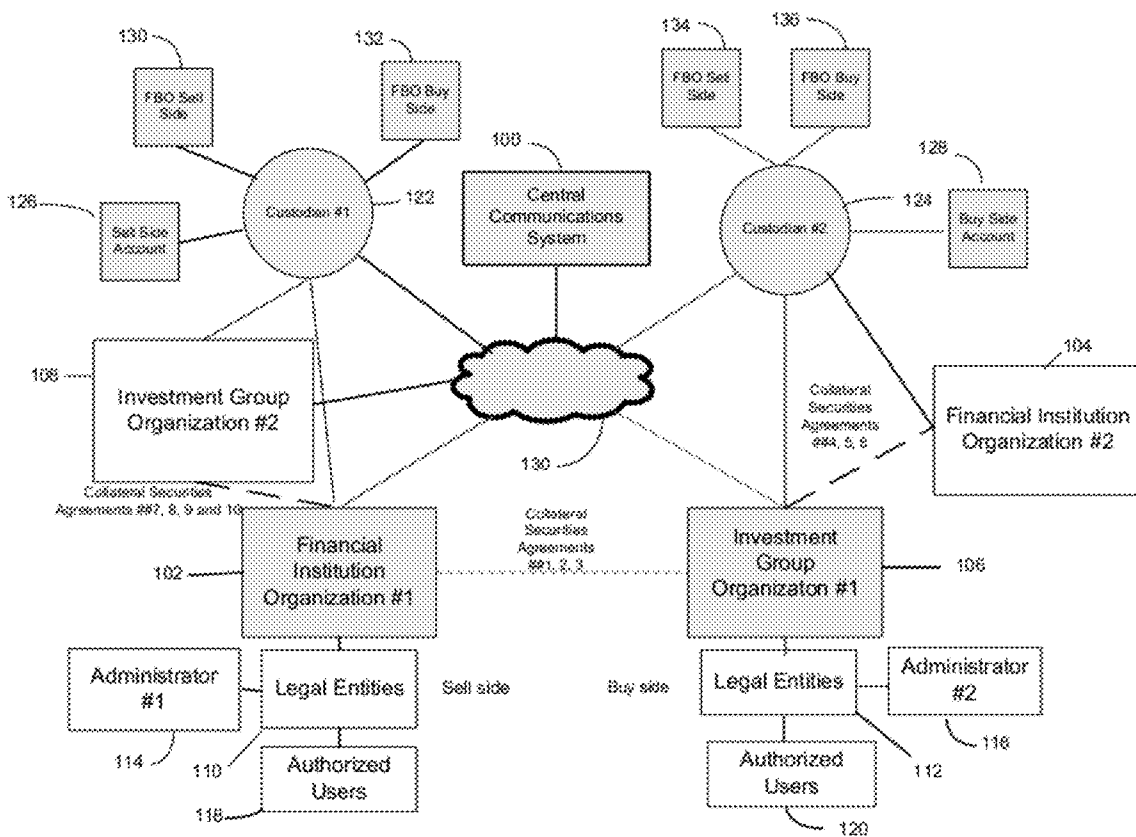 130
FBO Sell
Side
132
FBO Buy
Side
134
FBO Sell
Side
136
FBO Buy
Side
100
Central
Communications
System
126
Sell Side
Account
Custodian #1
122
Custodian #2
124
128
Buy Side
Account
108
Investment Group
Organization #2
104
Financial Institution
Organization #2
Collateral
Securities
Agreements
##4, 5, 6
130
Collateral Securities
Agreements ##7, 8, 9 and 10
Collateral
Securities
Agreements
##1, 2, 3
102
Financial
Institution
Organization #1
Investment
Group
Organizaton #1
106
Administrator
#1
Legal Entities
Sell side
Buy side
Legal Entities
Administrator
#2
114
110
Authorized
Users
118
Authorized
Users
112
116
120